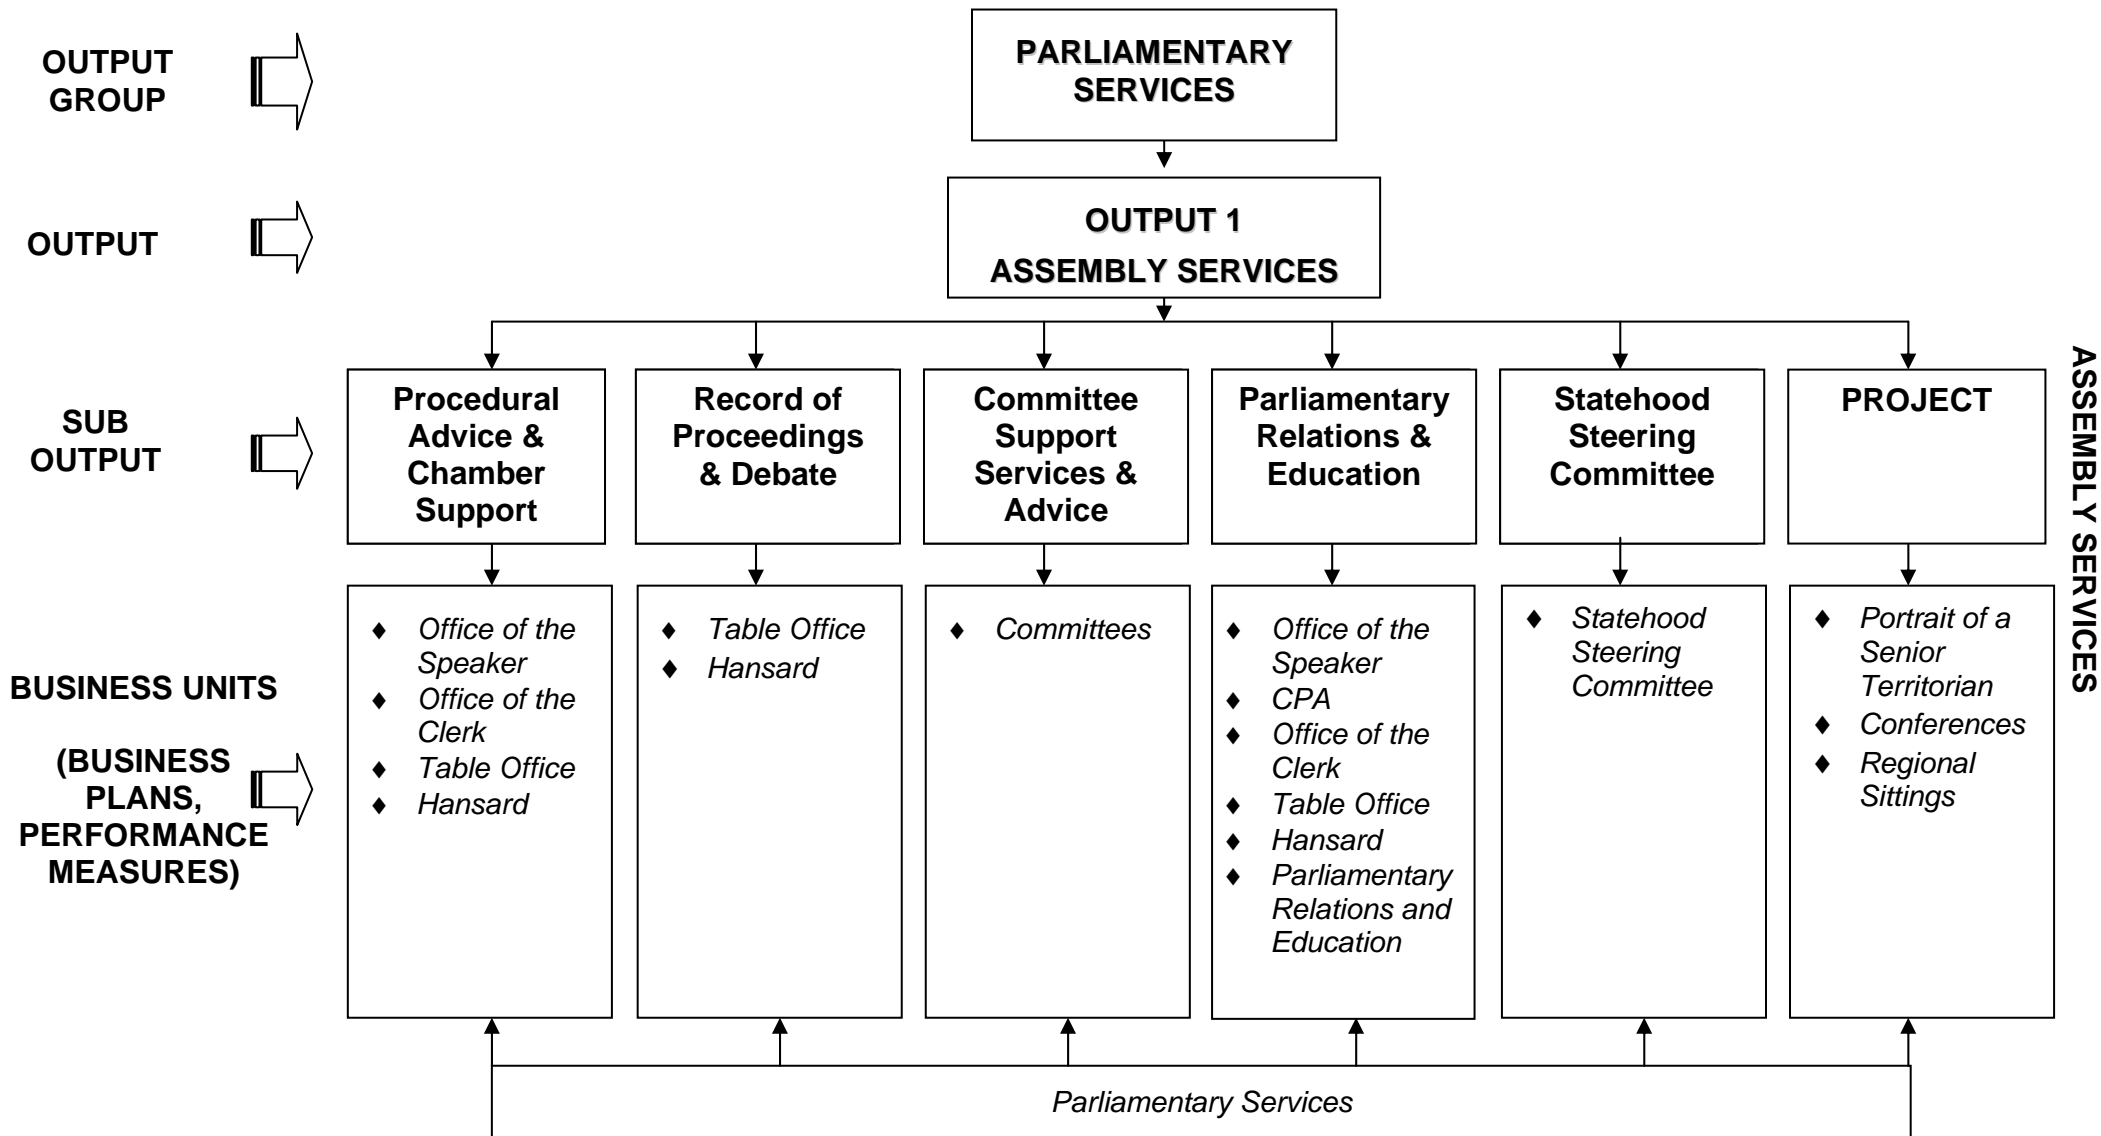 OUTPUT
GROUP
PARLIAMENTARY
SERVICES
OUTPUT
OUTPUT 1
ASSEMBLY SERVICES
SUB
OUTPUT
Procedural
Advice &
Chamber
Support
Record of
Proceedings
& Debate
Committee
Support
Services &
Advice
Parliamentary
Relations &
Education
Statehood
Steering
Committee
PROJECT
ASSEMBLY SERVICES
BUSINESS UNITS
(BUSINESS
PLANS,
PERFORMANCE
MEASURES)
♦ Office of the
Speaker
♦ Office of the
Clerk
♦ Table Office
♦ Hansard
♦ Table Office
♦ Hansard
♦ Committees
♦ Office of the
Speaker
♦ CPA
♦ Office of the
Clerk
♦ Table Office
♦ Hansard
♦ Parliamentary
Relations and
Education
♦ Statehood
Steering
Committee
♦ Portrait of a
Senior
Territorian
♦ Conferences
♦ Regional
Sittings
Parliamentary Services